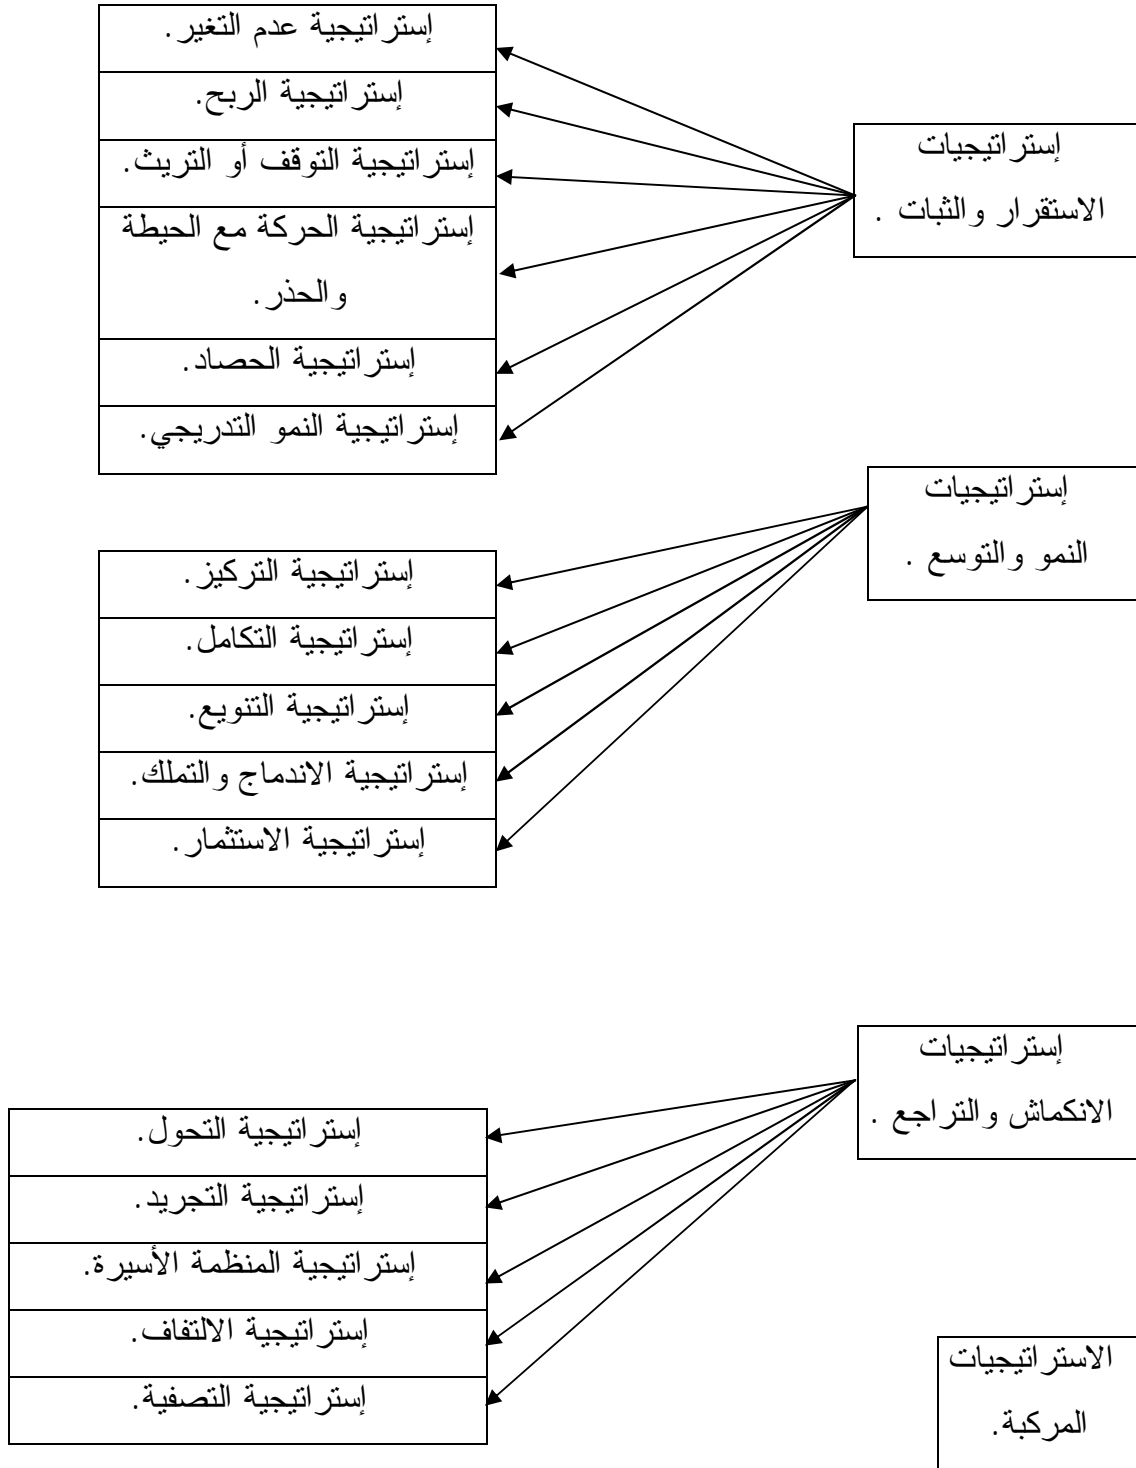 إستراتيجيات
الاستقرار والثبات .
إستراتيجية عدم التغير.
إستراتيجية الربح.
إستراتيجية التوقف أو التريث.
إستراتيجية الحركة مع الحيطة
والحذر.
إستراتيجية الحصاد.
إستراتيجية النمو التدريجي.
إستراتيجيات
النمو والتوسع .
إستراتيجية التركيز.
إستراتيجية التكامل.
إستراتيجية التنويع.
إستراتيجية الاندماج والتملك.
إستراتيجية الاستثمار.
إستراتيجيات
الانكماش والتراجع .
إستراتيجية التحول.
إستراتيجية التجريد.
إستراتيجية المنظمة الأسيرة.
إستراتيجية الالتفاف.
إستراتيجية التصفية.
الاستراتيجيات
المركبة.